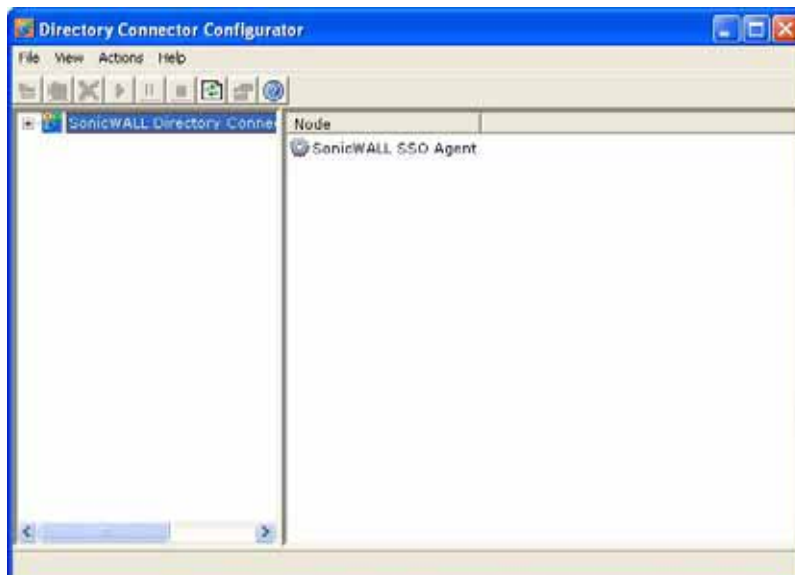 Directory Connector Configurator
File View Actions Help
SonicWALL Directory Conne
Node
SonicWALL SSO Agent